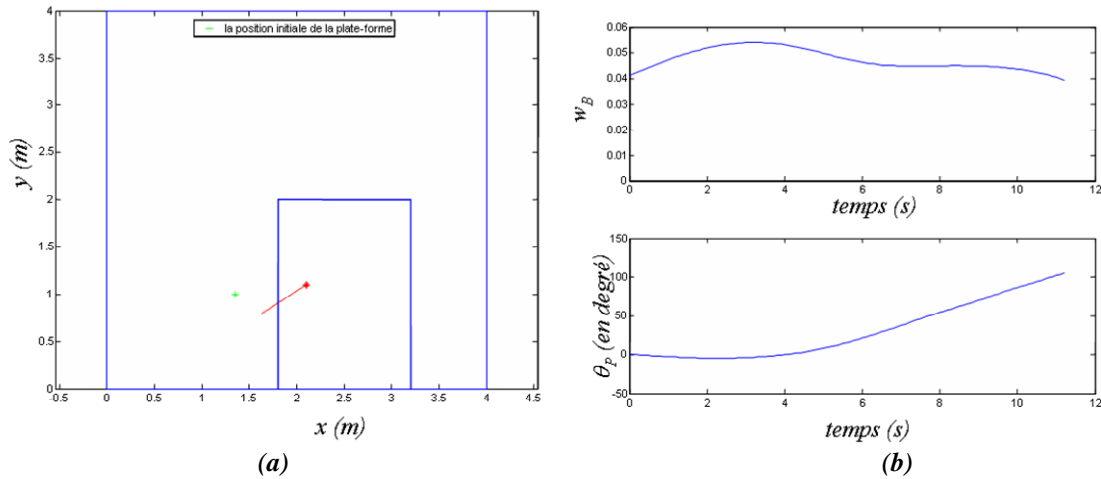 4
3.5
3
2.5
2
1.5
1
0.5
0
y (m)
la position initiale de la plate-forme
-0.5 0 0.5 1 1.5 2 2.5 3 3.5 4 4.5
x (m)
(a)
0.06
0.05
0.04
0.03
0.02
0.01
0
w_B
0 2 4 6 8 10 12
temps (s)
150
100
50
0
-50
θ_P (en degré)
0 2 4 6 8 10 12
temps (s)
(b)